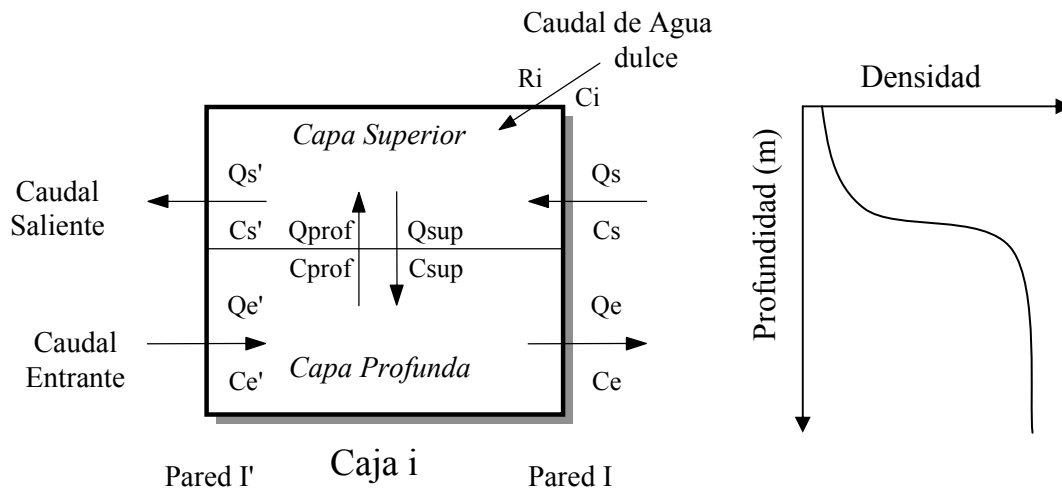 Caudal de Agua
dulce
Ri
Ci
Capa Superior
Caudal
Saliente
Qs'
Cs'
Qprof
Qsup
Cprof
Csup
Qs
Cs
Caudal
Entrante
Qe'
Ce'
Capa Profunda
Qe
Ce
Pared I'
Caja i
Pared I
Densidad
Profundidad (m)